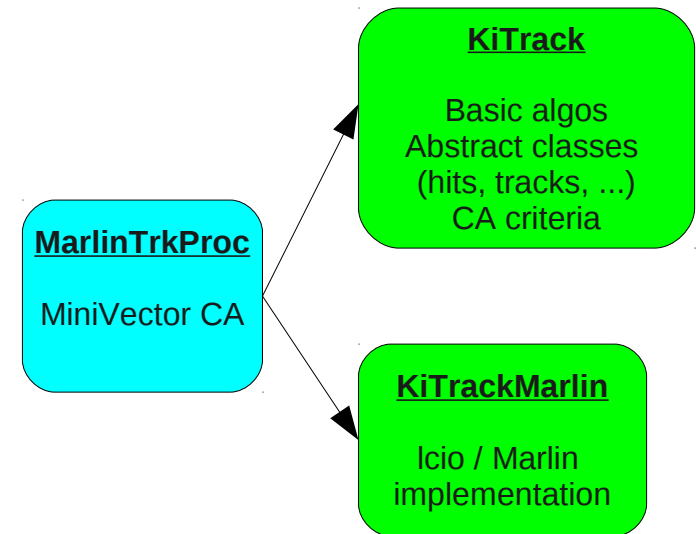 KiTrack
Basic algos
Abstract classes
(hits, tracks, ...)
CA criteria
MarlinTrkProc
MiniVector CA
KiTrackMarlin
lcio / Marlin
implementation